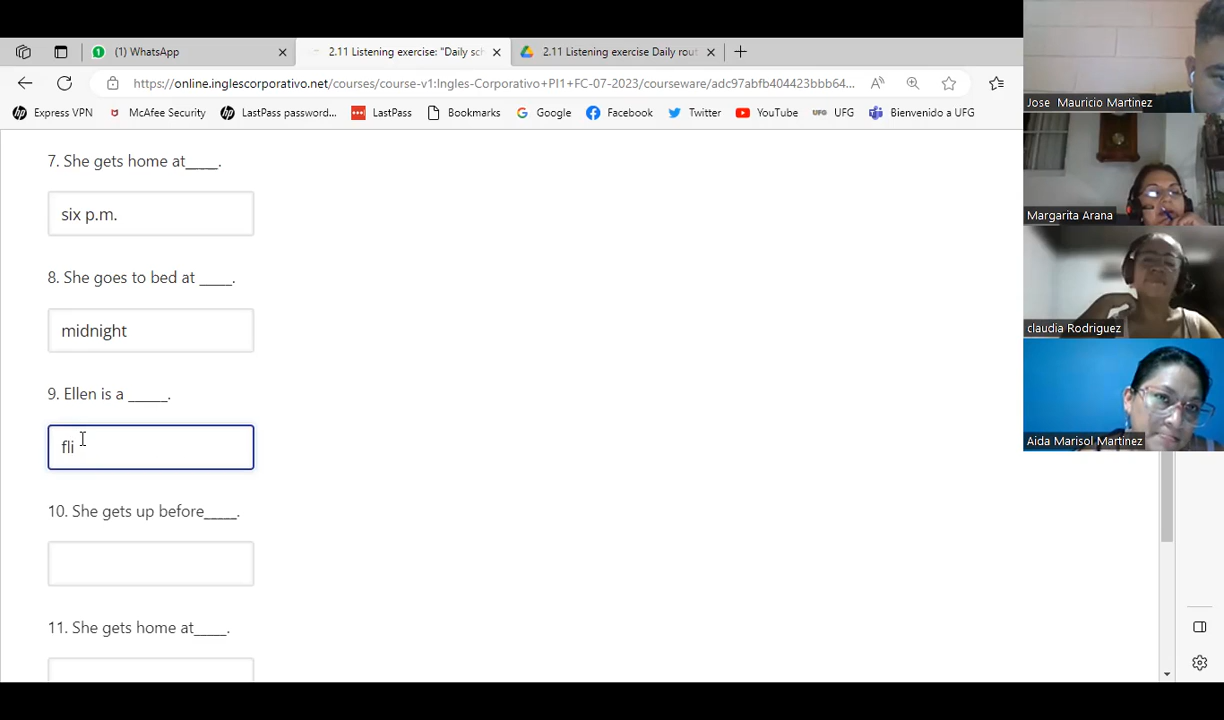 (1) WhatsApp
2.11 Listening exercise: "Daily sch
2.11 Listening exercise Daily rout
https://online.inglescorporativo.net/courses/course-v1:Ingles-Corporativo+PI1+FC-07-2023/courseware/adc97abfb404423bbb64...
Express VPN McAfee Security LastPass password... LastPass Bookmarks Google Facebook Twitter YouTube UFG UFG Bienvenido a UFG
7. She gets home at____.
six p.m.
8. She goes to bed at ____.
midnight
9. Ellen is a _____.
fli
10. She gets up before____.
11. She gets home at____.
Jose Mauricio Martinez
Margarita Arana
claudia Rodriguez
Aida Marisol Martinez